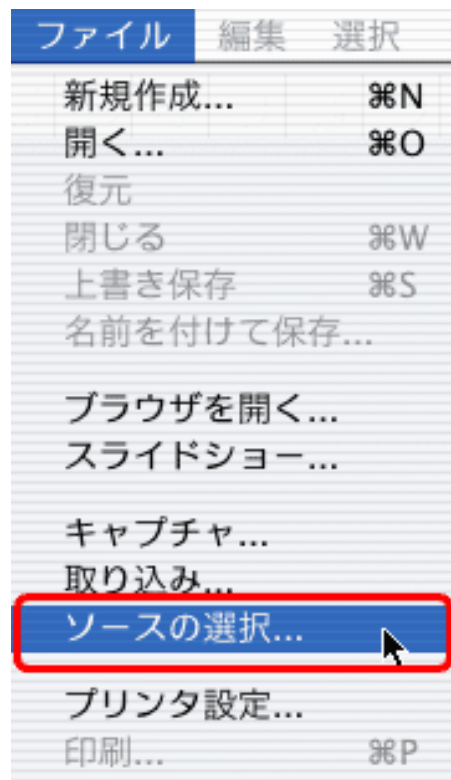 ファイル 編集 選択
新規作成... ⌘N
開く... ⌘O
復元
閉じる ⌘W
上書き保存 ⌘S
名前を付けて保存...
ブラウザを開く...
スライドショー...
キャプチャ...
取り込み...
ソースの選択...
プリンタ設定...
印刷... ⌘P